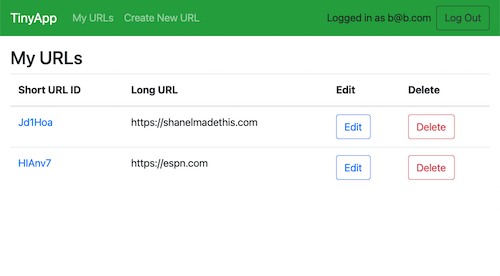 TinyApp My URLs Create New URL Logged in as b@b.com Log Out
My URLs
Short URL ID Long URL Edit Delete
Jd1Hoa https://shanelmadethis.com Edit Delete
HIAnv7 https://espn.com Edit Delete